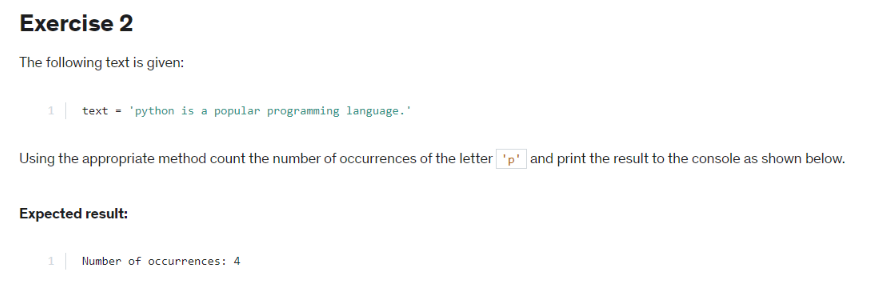 Exercise 2
The following text is given:
1 text = 'python is a popular programming language.'
Using the appropriate method count the number of occurrences of the letter 'p' and print the result to the console as shown below.
Expected result:
1 Number of occurrences: 4